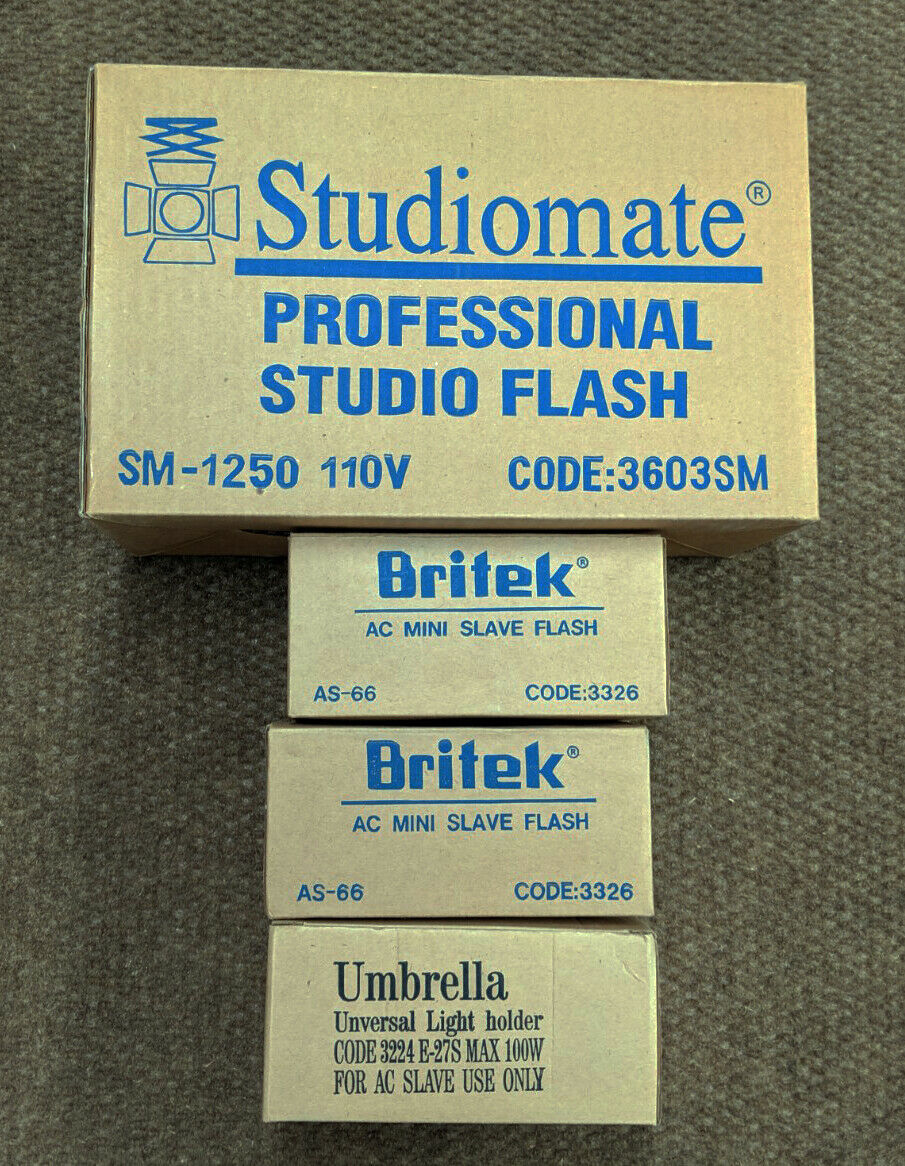 Studiomate®
PROFESSIONAL
STUDIO FLASH
SM-1250 110V CODE:3603SM
Britek®
AC MINI SLAVE FLASH
AS-66 CODE:3326
Britek®
AC MINI SLAVE FLASH
AS-66 CODE:3326
Umbrella
Unversal Light holder
CODE 3224 E-27S MAX 100W
FOR AC SLAVE USE ONLY